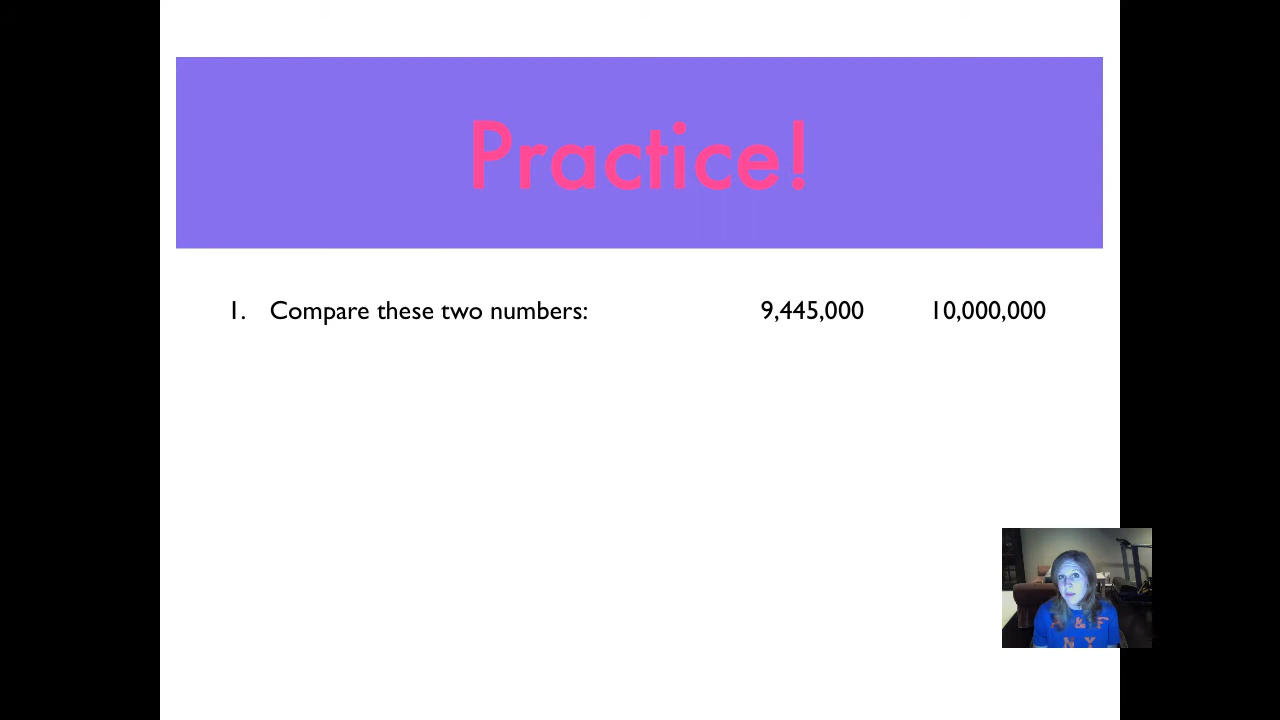 Practice!
1. Compare these two numbers: 9,445,000 10,000,000
& F
N Y